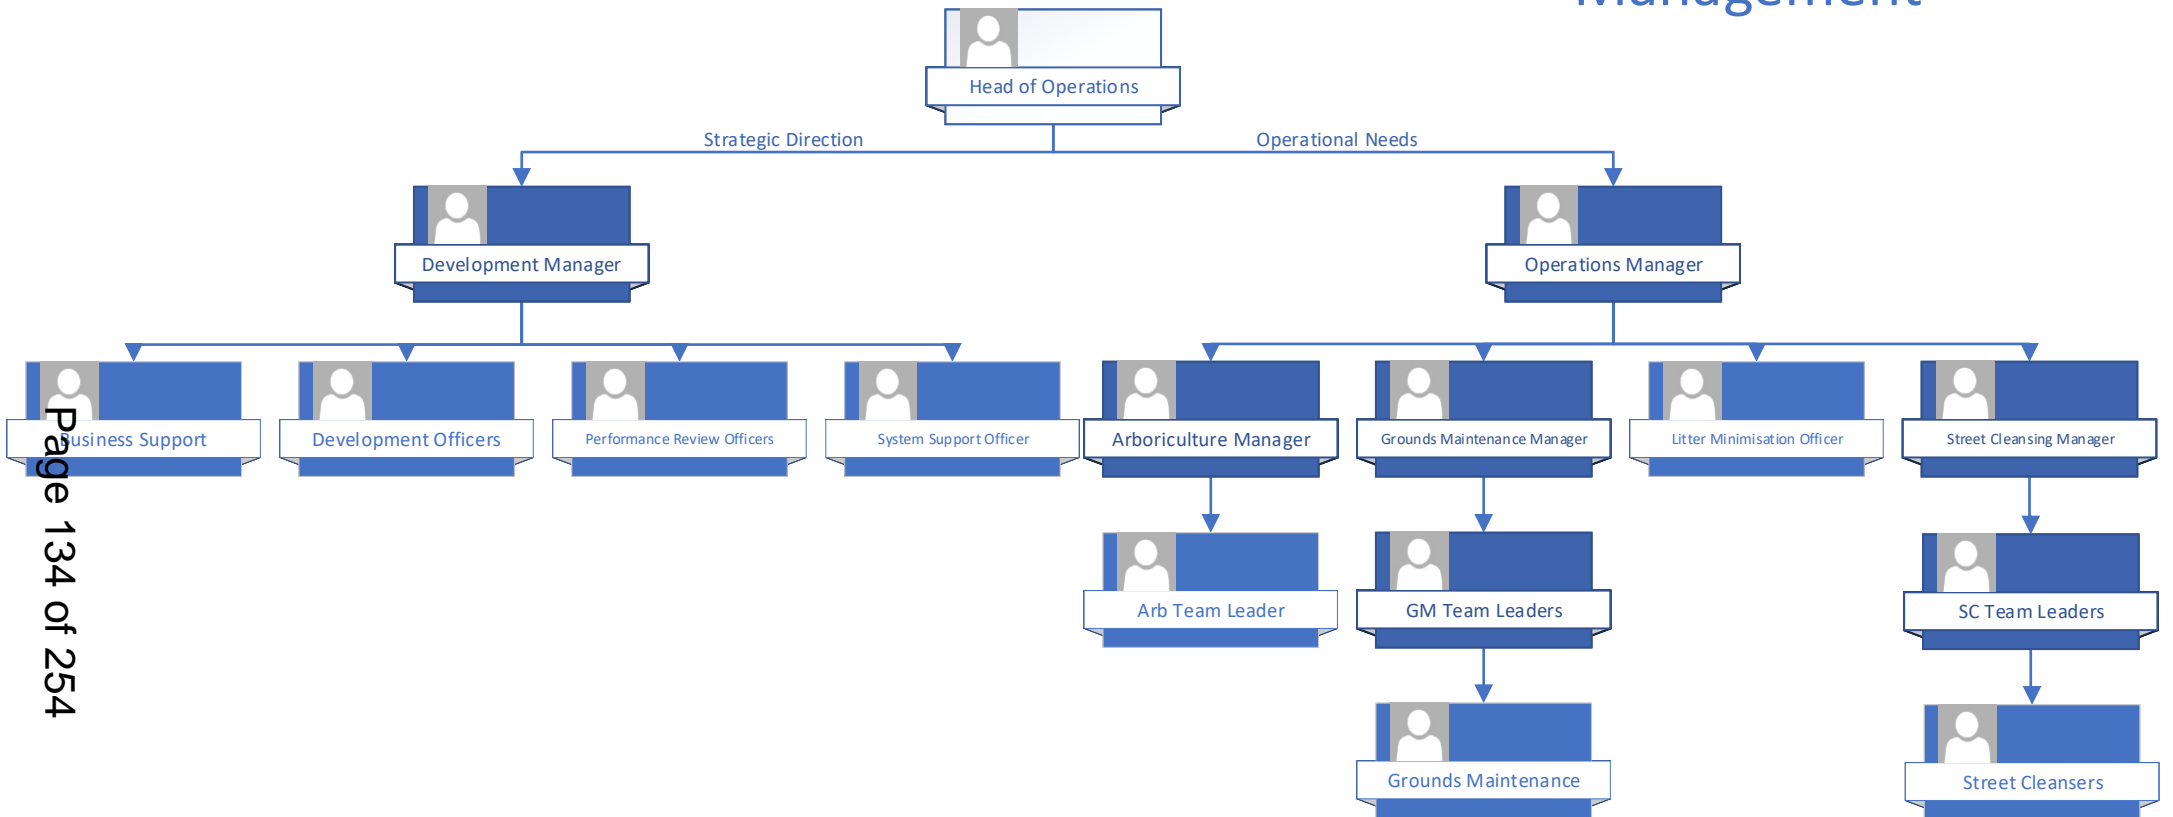 Management
Head of Operations
Strategic Direction
Operational Needs
Development Manager
Operations Manager
Business Support
Development Officers
Performance Review Officers
System Support Officer
Arboriculture Manager
Grounds Maintenance Manager
Litter Minimisation Officer
Street Cleansing Manager
Arb Team Leader
GM Team Leaders
SC Team Leaders
Grounds Maintenance
Street Cleansers
Page 134 of 254